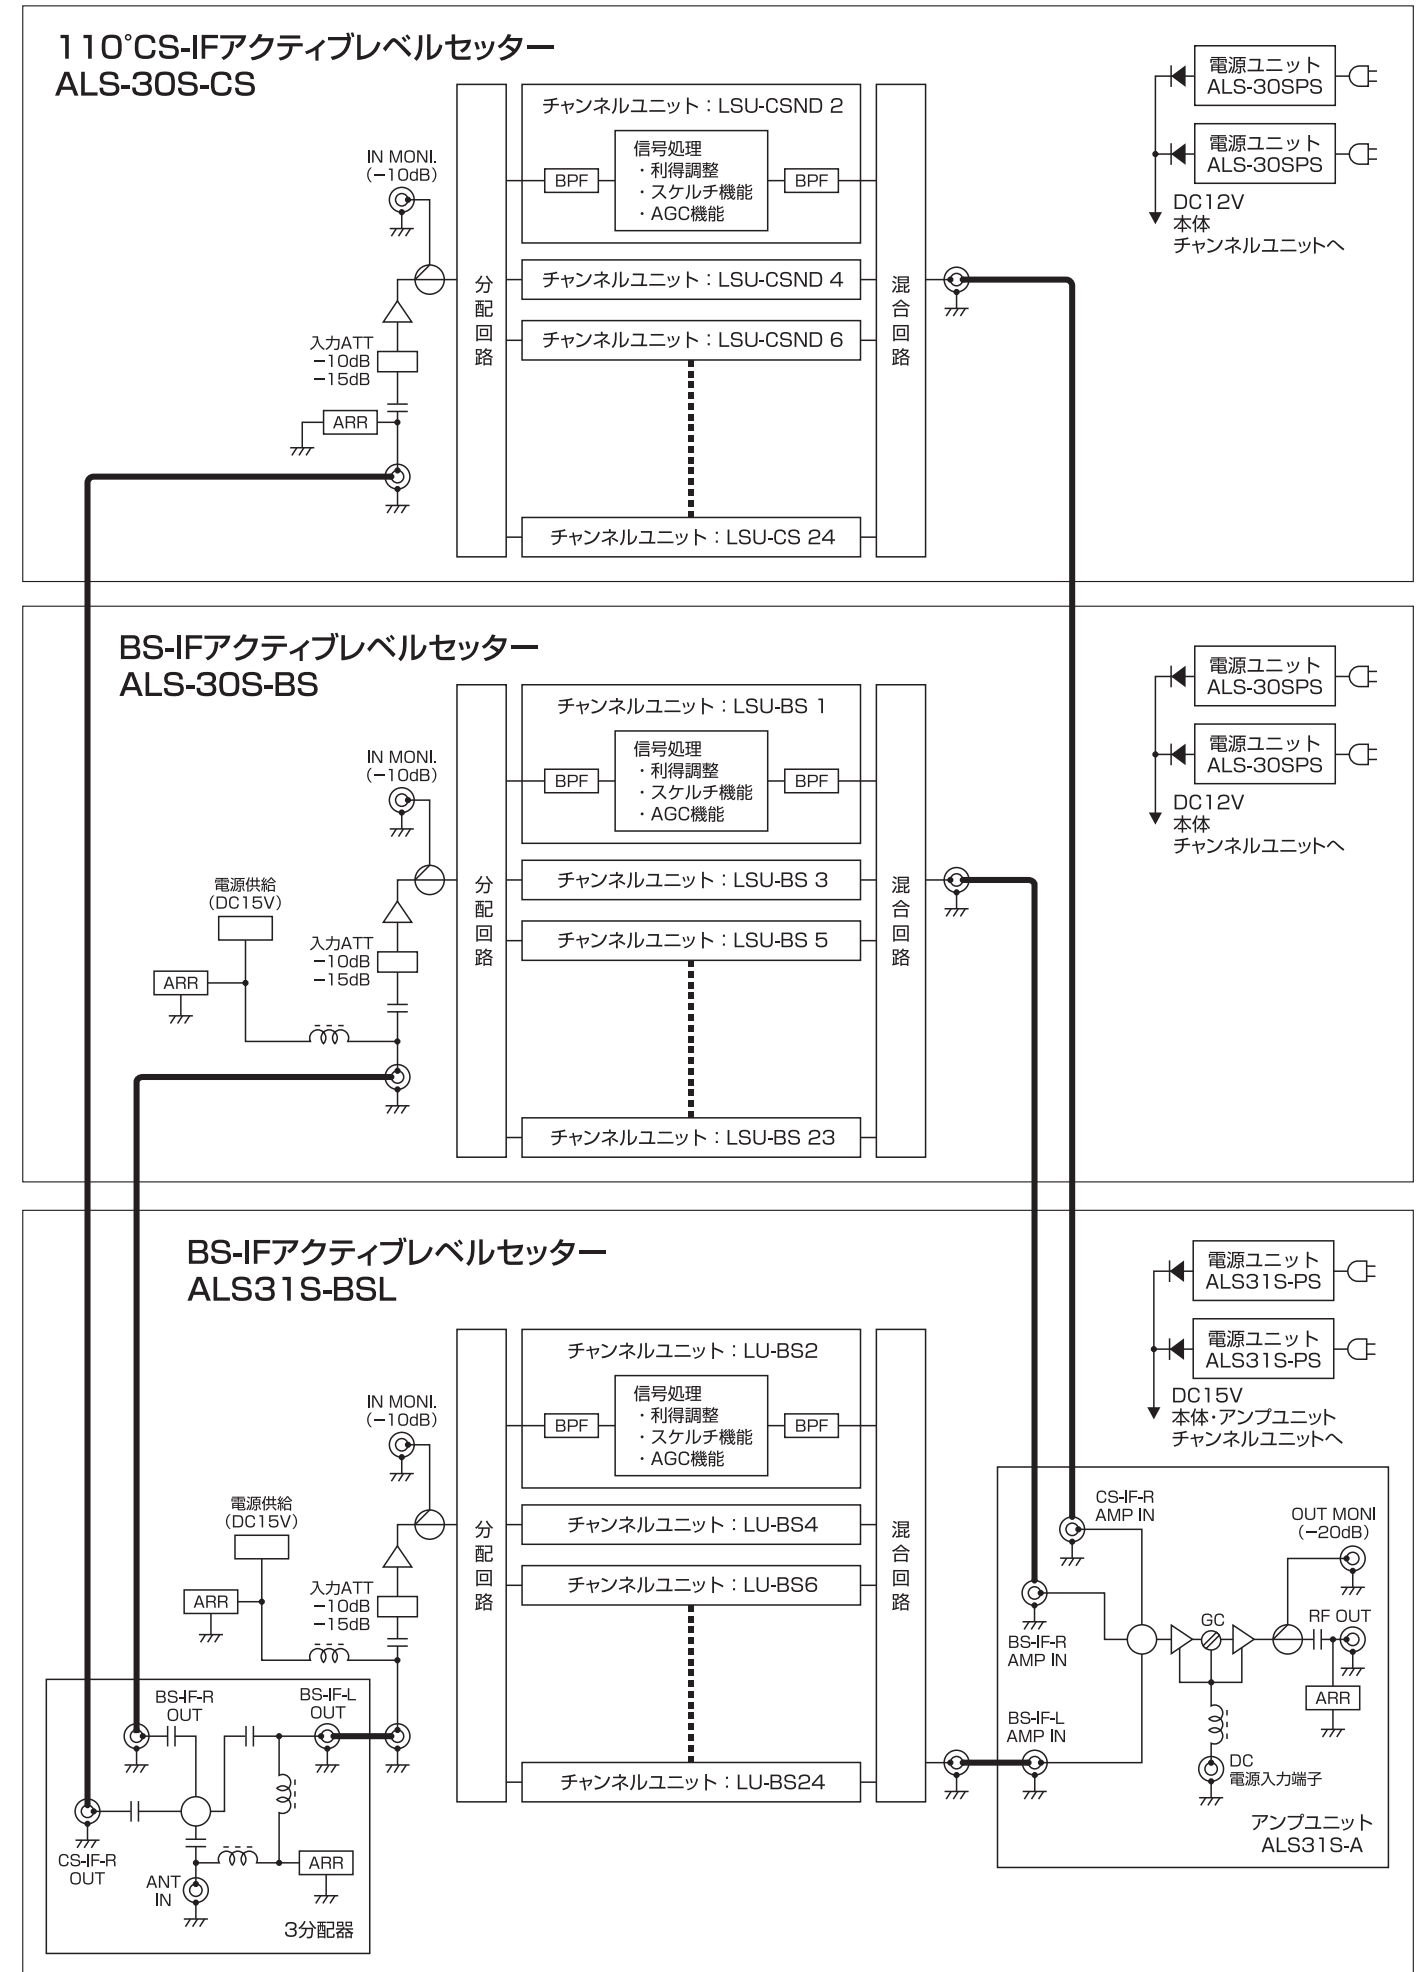 110°CS-IFアクティブレベルセッター
ALS-30S-CS
IN MONI.
(−10dB)
入力ATT
−10dB
−15dB
ARR
分配回路
チャンネルユニット：LSU-CSND 2
BPF
信号処理
・利得調整
・スケルチ機能
・AGC機能
BPF
チャンネルユニット：LSU-CSND 4
チャンネルユニット：LSU-CSND 6
チャンネルユニット：LSU-CS 24
混合回路
電源ユニット
ALS-30SPS
電源ユニット
ALS-30SPS
DC12V
本体
チャンネルユニットへ
BS-IFアクティブレベルセッター
ALS-30S-BS
IN MONI.
(−10dB)
電源供給
(DC15V)
ARR
入力ATT
−10dB
−15dB
分配回路
チャンネルユニット：LSU-BS 1
BPF
信号処理
・利得調整
・スケルチ機能
・AGC機能
BPF
チャンネルユニット：LSU-BS 3
チャンネルユニット：LSU-BS 5
チャンネルユニット：LSU-BS 23
混合回路
電源ユニット
ALS-30SPS
電源ユニット
ALS-30SPS
DC12V
本体
チャンネルユニットへ
BS-IFアクティブレベルセッター
ALS31S-BSL
IN MONI.
(−10dB)
電源供給
(DC15V)
ARR
入力ATT
−10dB
−15dB
分配回路
チャンネルユニット：LU-BS2
BPF
信号処理
・利得調整
・スケルチ機能
・AGC機能
BPF
チャンネルユニット：LU-BS4
チャンネルユニット：LU-BS6
チャンネルユニット：LU-BS24
混合回路
電源ユニット
ALS31S-PS
電源ユニット
ALS31S-PS
DC15V
本体・アンプユニット
チャンネルユニットへ
BS-IF-R
OUT
BS-IF-L
OUT
CS-IF-R
OUT
ANT
IN
ARR
3分配器
CS-IF-R
AMP IN
OUT MONI
(−20dB)
BS-IF-R
AMP IN
GC
RF OUT
ARR
BS-IF-L
AMP IN
DC
電源入力端子
アンプユニット
ALS31S-A